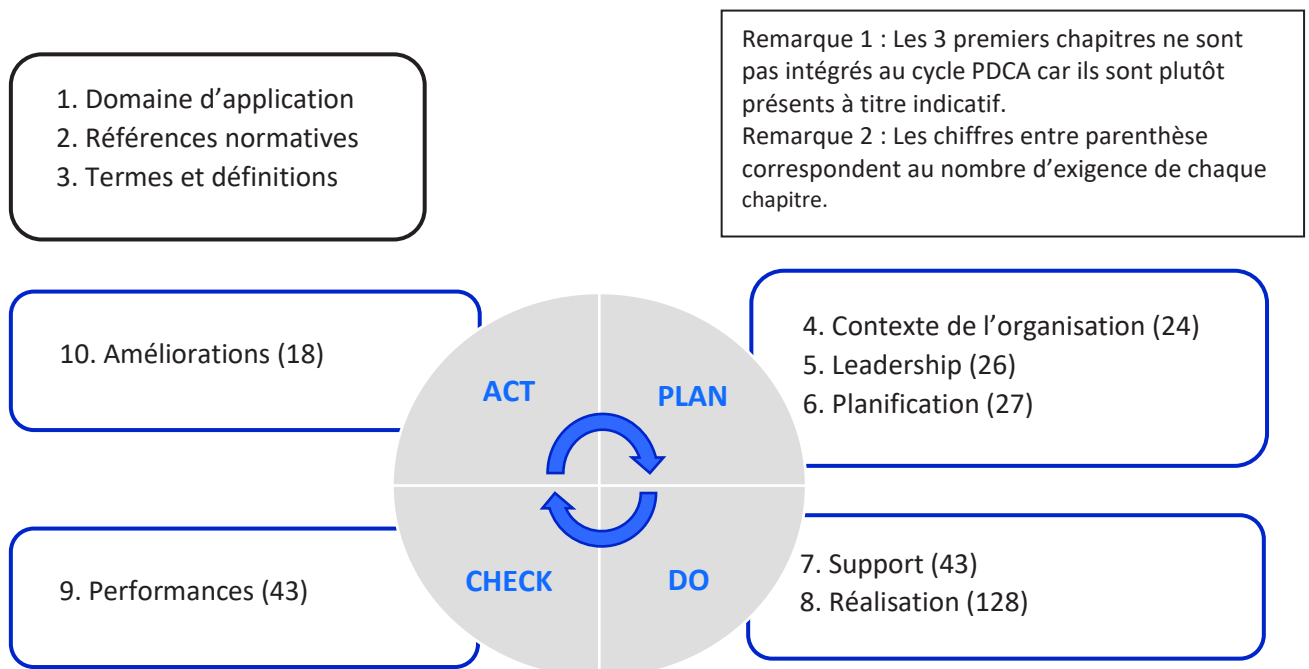 1. Domaine d’application
2. Références normatives
3. Termes et définitions
Remarque 1 : Les 3 premiers chapitres ne sont
pas intégrés au cycle PDCA car ils sont plutôt
présents à titre indicatif.
Remarque 2 : Les chiffres entre parenthèse
correspondent au nombre d’exigence de chaque
chapitre.
10. Améliorations (18)
ACT
PLAN
4. Contexte de l’organisation (24)
5. Leadership (26)
6. Planification (27)
9. Performances (43)
CHECK
DO
7. Support (43)
8. Réalisation (128)